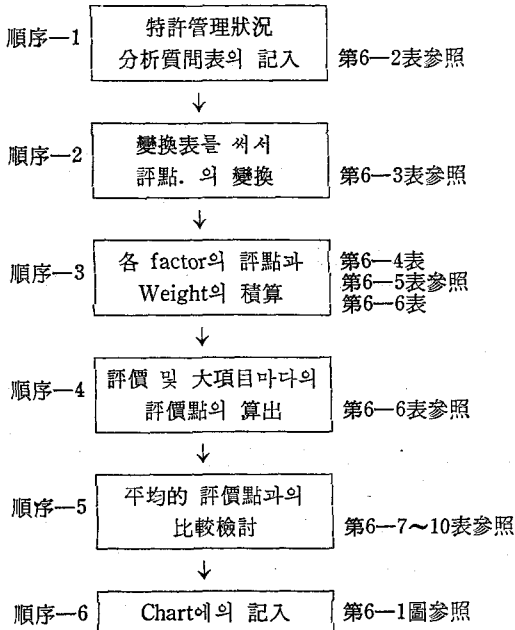 順序—1
特許管理狀況
分析質問表의 記入
第6—2表參照
↓
順序—2
變換表를 써서
評點. 의 變換
第6—3表參照
↓
順序—3
各 factor의 評點과
Weight의 積算
第6—4表
第6—5表參照
第6—6表
↓
順序—4
評價 및 大項目마다의
評價點의 算出
第6—6表參照
↓
順序—5
平均的 評價點과의
比較檢討
第6—7~10表參照
↓
順序—6
Chart에의 記入
第6—1圖參照